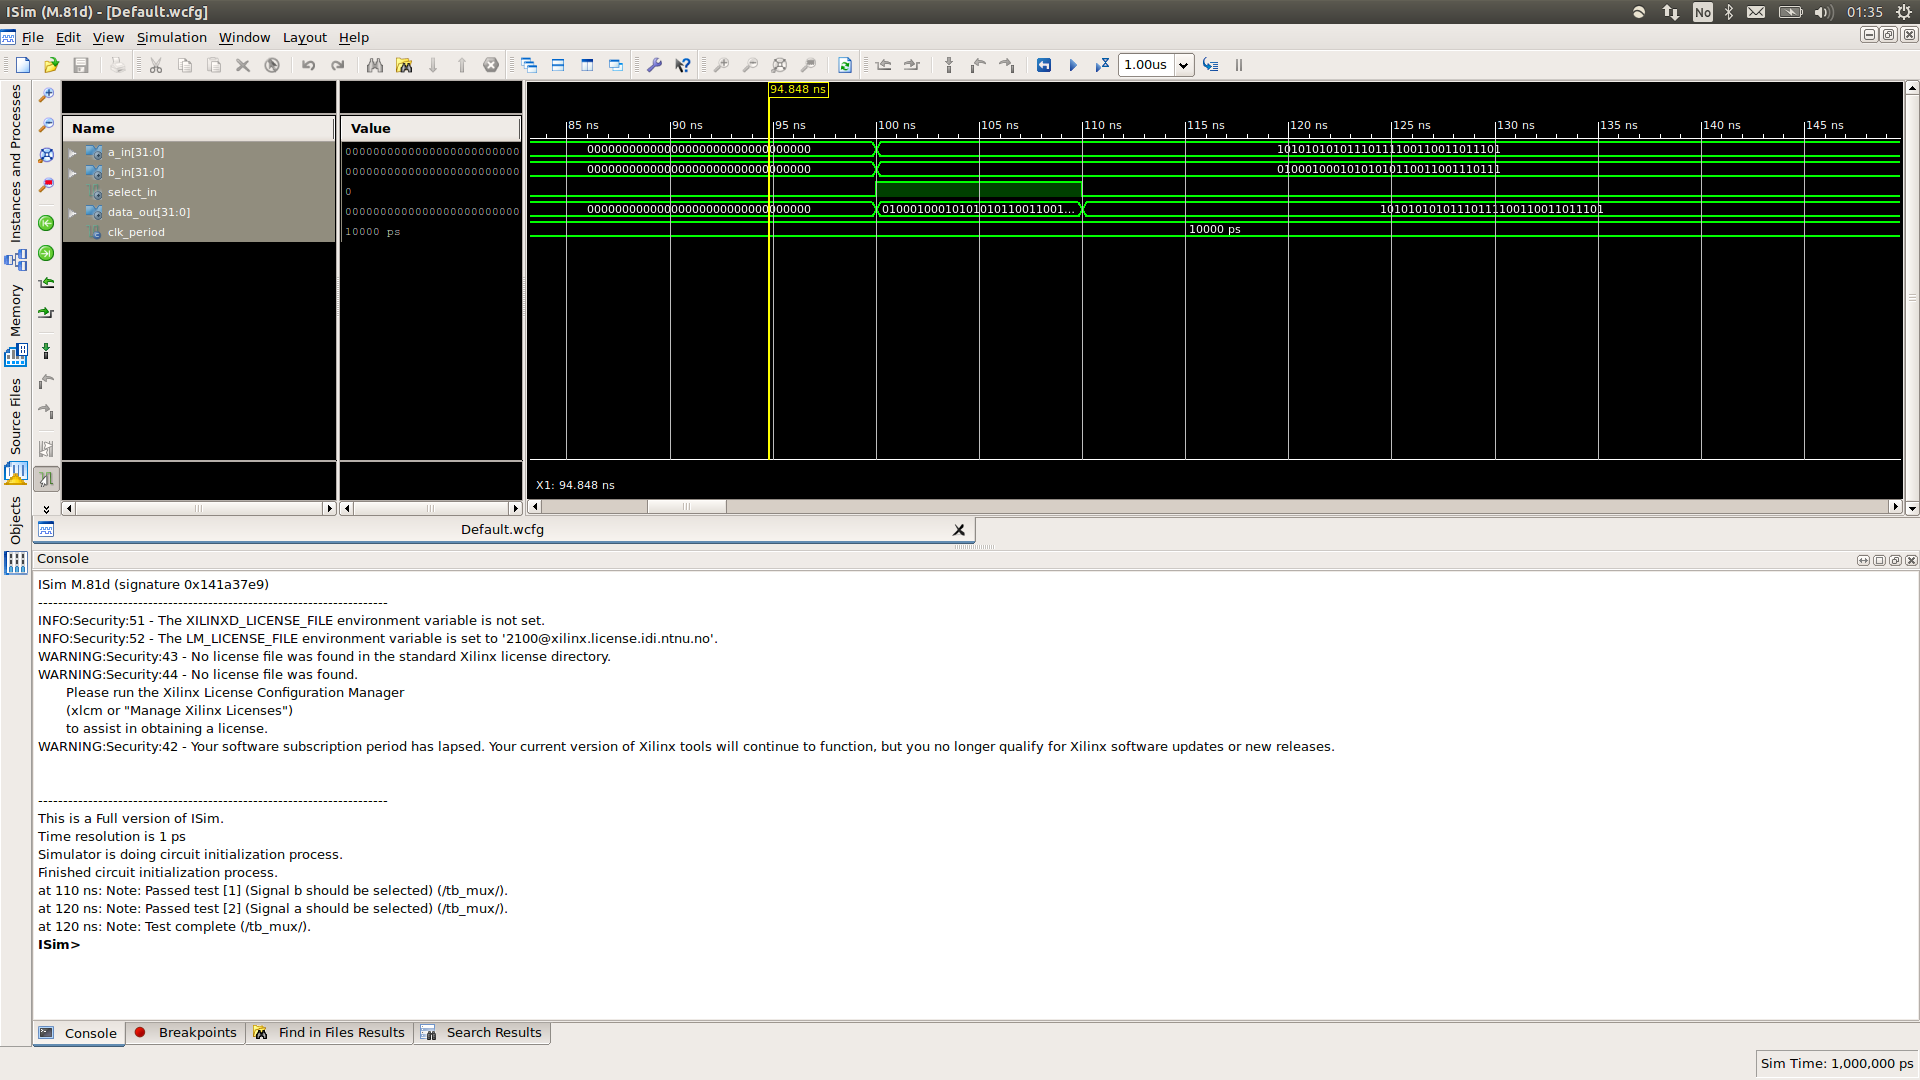 ISim (M.81d) - [Default.wcfg]
No
01:35
File Edit View Simulation Window Layout Help
1.00us
Instances and Processes
Memory
Source Files
Objects
Name
Value
a_in[31:0]
b_in[31:0]
select_in
0
data_out[31:0]
clk_period
10000 ps
94.848 ns
85 ns 90 ns 95 ns 100 ns 105 ns 110 ns 115 ns 120 ns 125 ns 130 ns 135 ns 140 ns 145 ns
10000 ps
X1: 94.848 ns
Default.wcfg
Console
ISim M.81d (signature 0x141a37e9)
----------------------------------------------------------------------
INFO:Security:51 - The XILINXD_LICENSE_FILE environment variable is not set.
INFO:Security:52 - The LM_LICENSE_FILE environment variable is set to '2100@xilinx.license.idi.ntnu.no'.
WARNING:Security:43 - No license file was found in the standard Xilinx license directory.
WARNING:Security:44 - No license file was found.
Please run the Xilinx License Configuration Manager
(xlcm or "Manage Xilinx Licenses")
to assist in obtaining a license.
WARNING:Security:42 - Your software subscription period has lapsed. Your current version of Xilinx tools will continue to function, but you no longer qualify for Xilinx software updates or new releases.
----------------------------------------------------------------------
This is a Full version of ISim.
Time resolution is 1 ps
Simulator is doing circuit initialization process.
Finished circuit initialization process.
at 110 ns: Note: Passed test [1] (Signal b should be selected) (/tb_mux/).
at 120 ns: Note: Passed test [2] (Signal a should be selected) (/tb_mux/).
at 120 ns: Note: Test complete (/tb_mux/).
ISim>
Console Breakpoints Find in Files Results Search Results
Sim Time: 1,000,000 ps